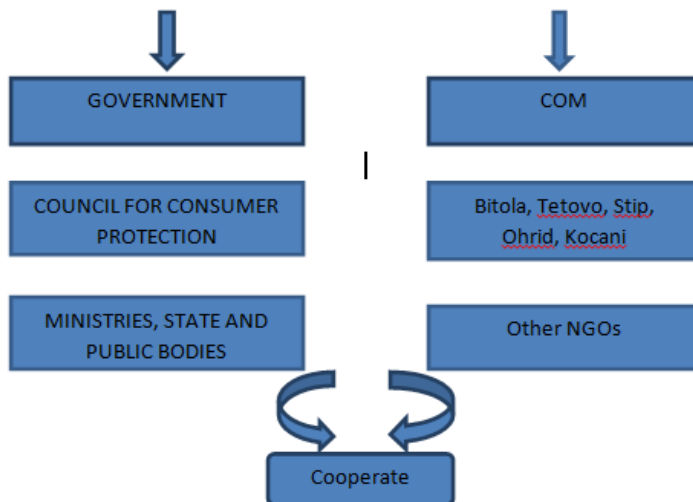 GOVERNMENT
COM
COUNCIL FOR CONSUMER
PROTECTION
Bitola, Tetovo, Stip,
Ohrid, Kocani
MINISTRIES, STATE AND
PUBLIC BODIES
Other NGOs
Cooperate